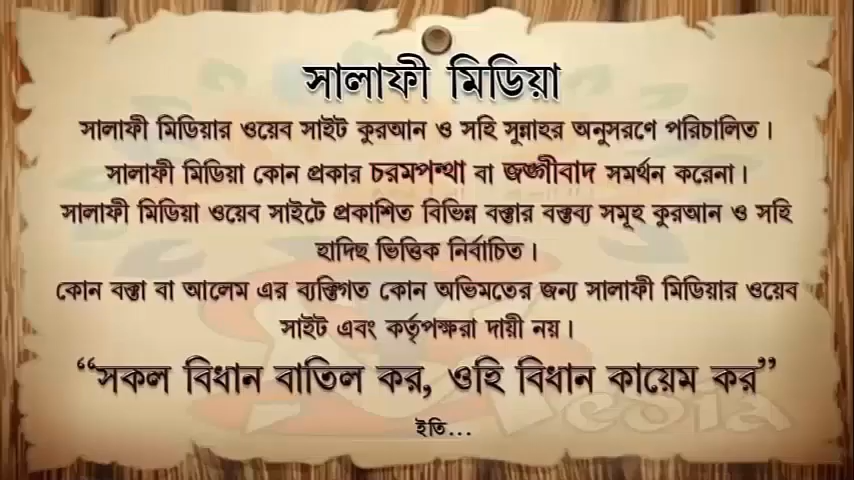 সালাফী মিডিয়া
সালাফী মিডিয়ার ওয়েব সাইট কুরআন ও সহি সুন্নাহর অনুসরণে পরিচালিত।
সালাফী মিডিয়া কোন প্রকার চরমপন্থা বা জঙ্গীবাদ সমর্থন করেনা।
সালাফী মিডিয়া ওয়েব সাইটে প্রকাশিত বিভিন্ন বক্তার বক্তব্য সমূহ কুরআন ও সহি
হাদিছ ভিত্তিক নির্বাচিত।
কোন বক্তা বা আলেম এর ব্যক্তিগত কোন অভিমতের জন্য সালাফী মিডিয়ার ওয়েব
সাইট এবং কর্তৃপক্ষরা দায়ী নয়।
“সকল বিধান বাতিল কর, ওহি বিধান কায়েম কর”
edia
ইতি...